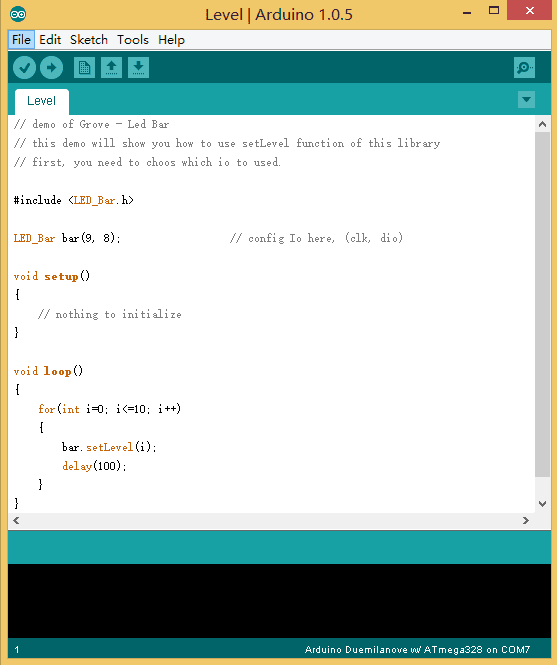 Level | Arduino 1.0.5
File Edit Sketch Tools Help
Level
// demo of Grove - Led Bar
// this demo will show you how to use setLevel function of this library
// first, you need to choos which io to used.
#include <LED_Bar.h>
LED_Bar bar(9, 8); // config Io here, (clk, dio)
void setup()
{
// nothing to initialize
}
void loop()
{
for(int i=0; i<=10; i++)
{
bar.setLevel(i);
delay(100);
}
}
1 Arduino Duemilanove w/ ATmega328 on COM7